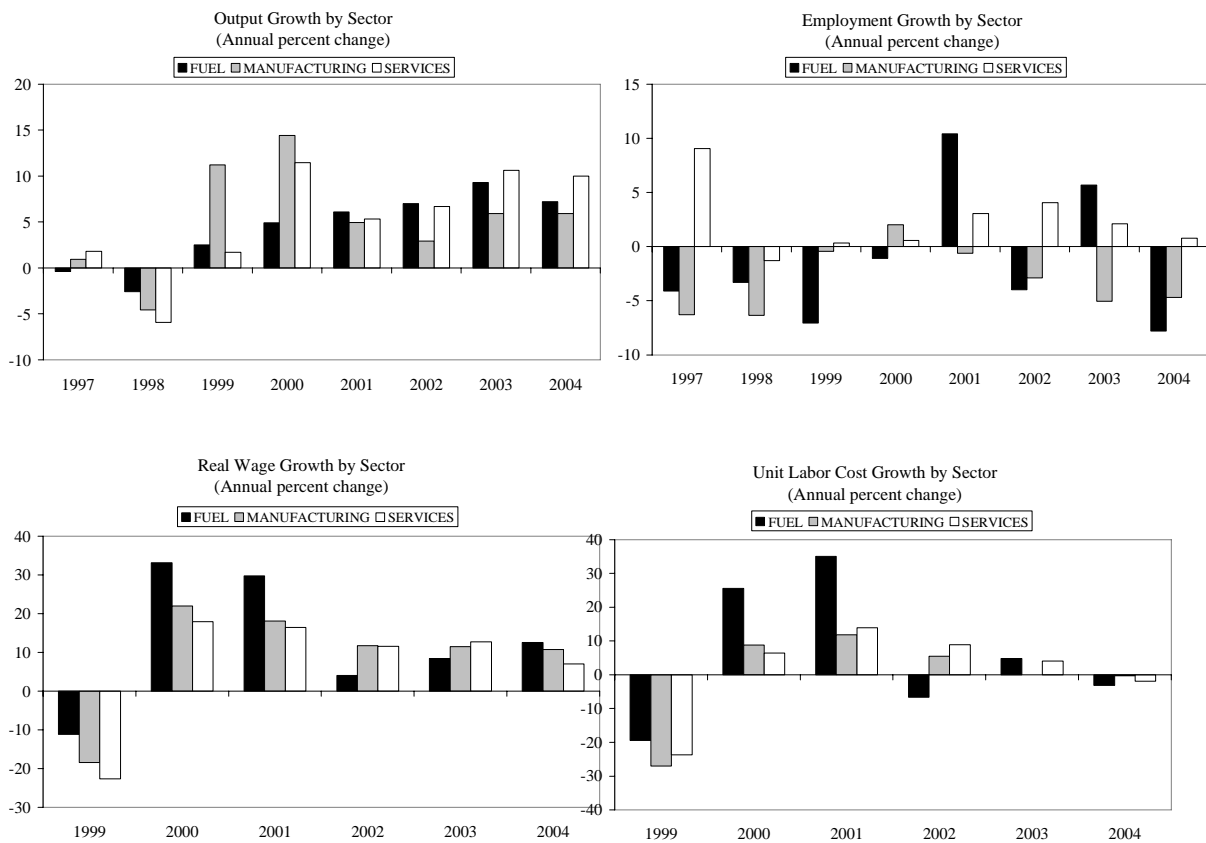 Output Growth by Sector
(Annual percent change)
FUEL MANUFACTURING SERVICES
20
15
10
5
0
-5
-10
1997 1998 1999 2000 2001 2002 2003 2004
Employment Growth by Sector
(Annual percent change)
FUEL MANUFACTURING SERVICES
15
10
5
0
-5
-10
1997 1998 1999 2000 2001 2002 2003 2004
Real Wage Growth by Sector
(Annual percent change)
FUEL MANUFACTURING SERVICES
40
30
20
10
0
-10
-20
-30
1999 2000 2001 2002 2003 2004
Unit Labor Cost Growth by Sector
(Annual percent change)
FUEL MANUFACTURING SERVICES
40
30
20
10
0
-10
-20
-30
-40
1999 2000 2001 2002 2003 2004